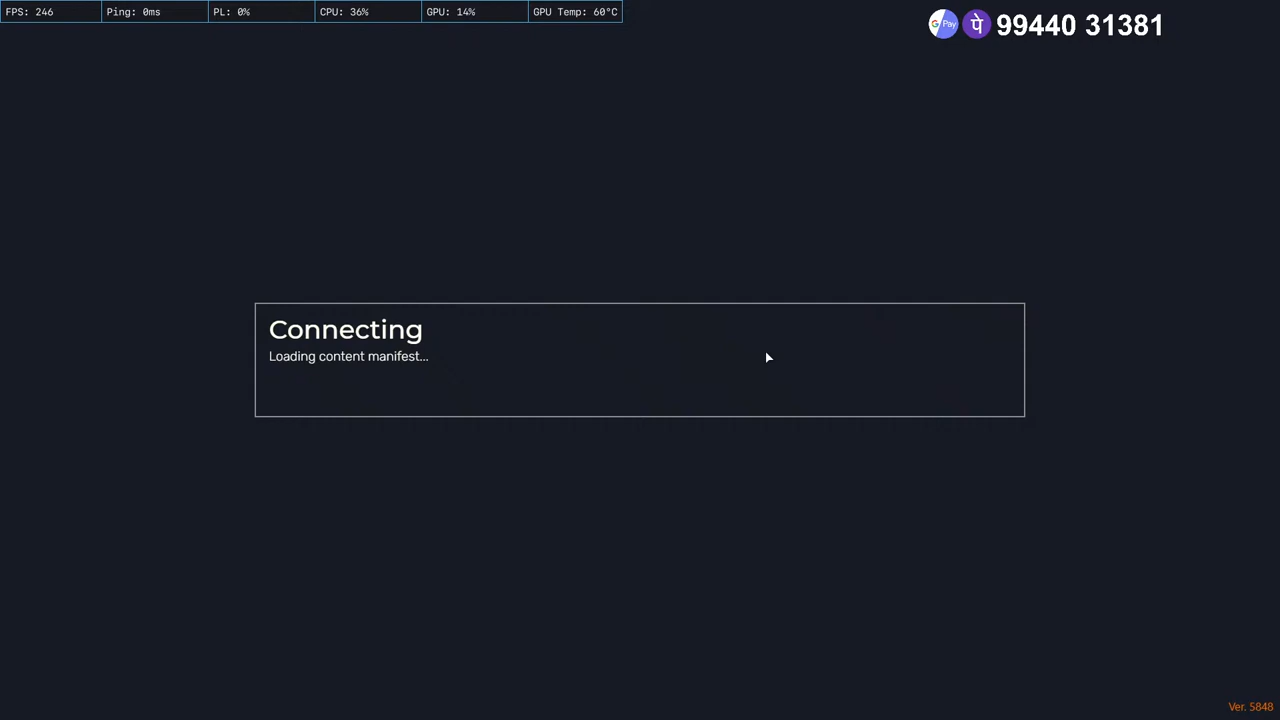 FPS: 246 Ping: 0ms PL: 0% CPU: 36% GPU: 14% GPU Temp: 60°C
G Pay पे 99440 31381
Connecting
Loading content manifest...
Ver. 5848